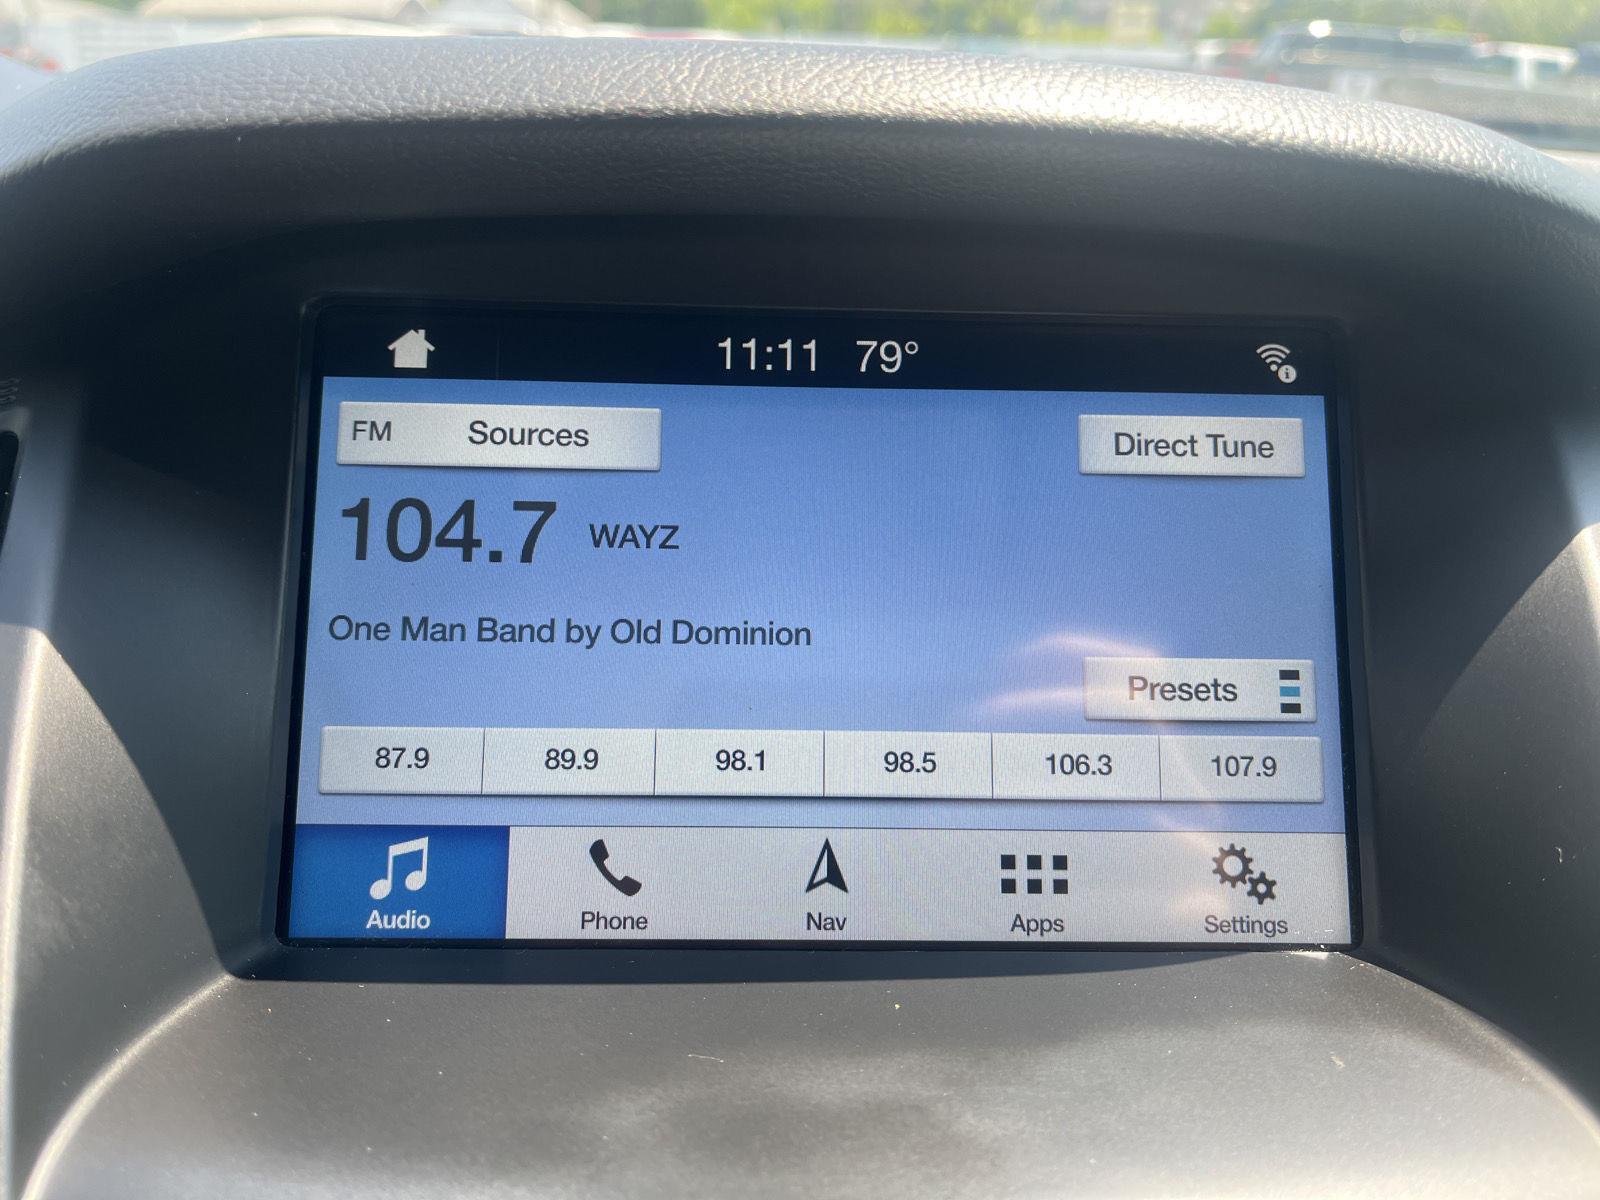 11:11 79°
FM Sources
Direct Tune
104.7 WAYZ
One Man Band by Old Dominion
Presets
87.9 89.9 98.1 98.5 106.3 107.9
Audio Phone Nav Apps Settings